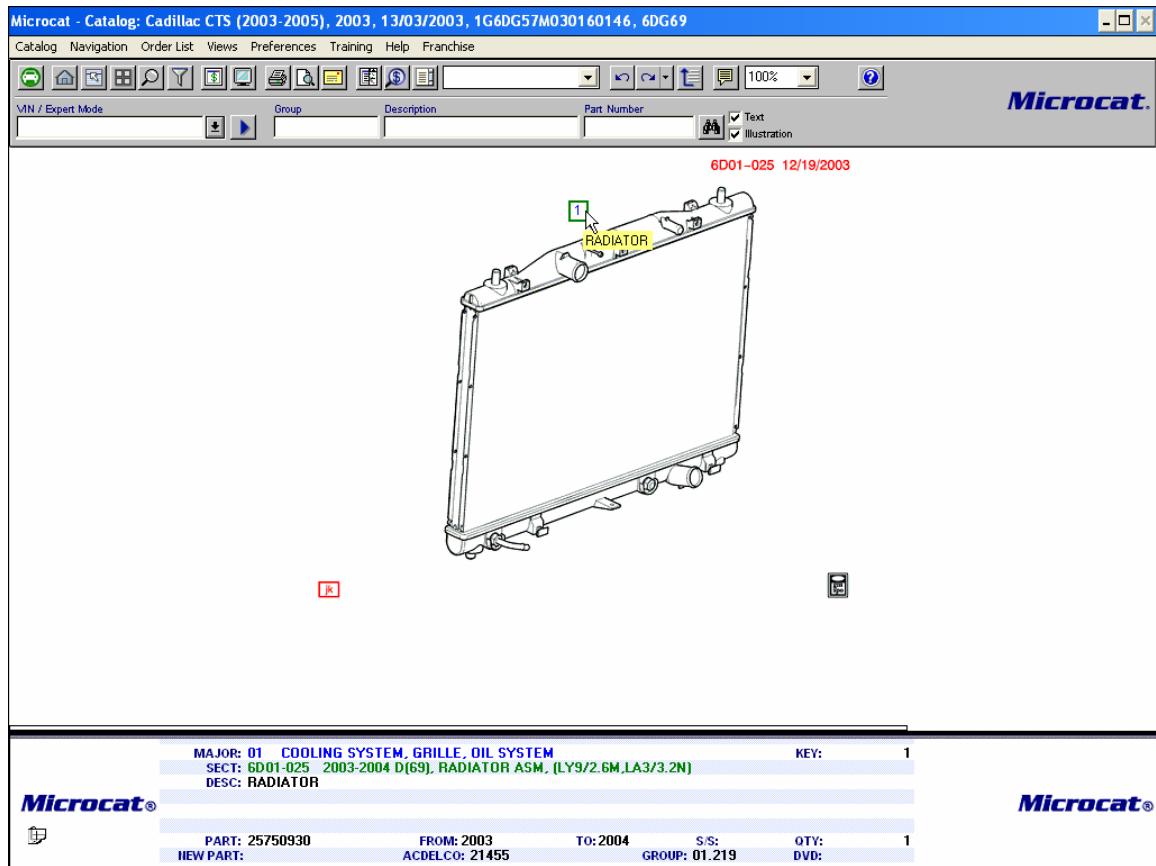 Microcat - Catalog: Cadillac CTS (2003-2005), 2003, 13/03/2003, 1G6DG57M030160146, 6DG69
Catalog Navigation Order List Views Preferences Training Help Franchise
100%
VIN / Expert Mode Group Description Part Number
Text
Illustration
Microcat.
6D01-025 12/19/2003
1
RADIATOR
jk
MAJOR: 01 COOLING SYSTEM, GRILLE, OIL SYSTEM KEY: 1
SECT: 6D01-025 2003-2004 D(69), RADIATOR ASM, (LY9/2.6M,LA3/3.2N)
DESC: RADIATOR
Microcat® Microcat®
PART: 25750930 FROM: 2003 TO: 2004 S/S: QTY: 1
NEW PART: ACDELCO: 21455 GROUP: 01.219 DVD: